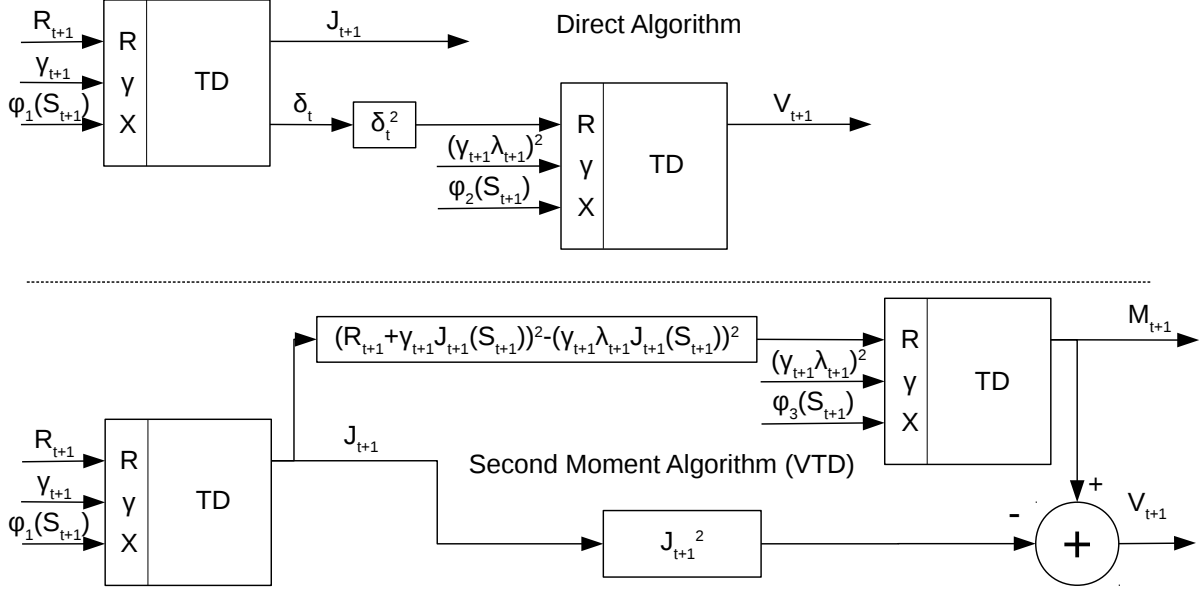 Direct Algorithm
R_{t+1}
γ_{t+1}
φ_1(S_{t+1})
R
γ
X
TD
J_{t+1}
δ_t
δ_t^2
(γ_{t+1}λ_{t+1})^2
φ_2(S_{t+1})
R
γ
X
TD
V_{t+1}
R_{t+1}
γ_{t+1}
φ_1(S_{t+1})
R
γ
X
TD
J_{t+1}
(R_{t+1}+γ_{t+1}J_{t+1}(S_{t+1}))^2-(γ_{t+1}λ_{t+1}J_{t+1}(S_{t+1}))^2
(γ_{t+1}λ_{t+1})^2
φ_3(S_{t+1})
R
γ
X
TD
M_{t+1}
Second Moment Algorithm (VTD)
J_{t+1}^2
-
+
+
V_{t+1}